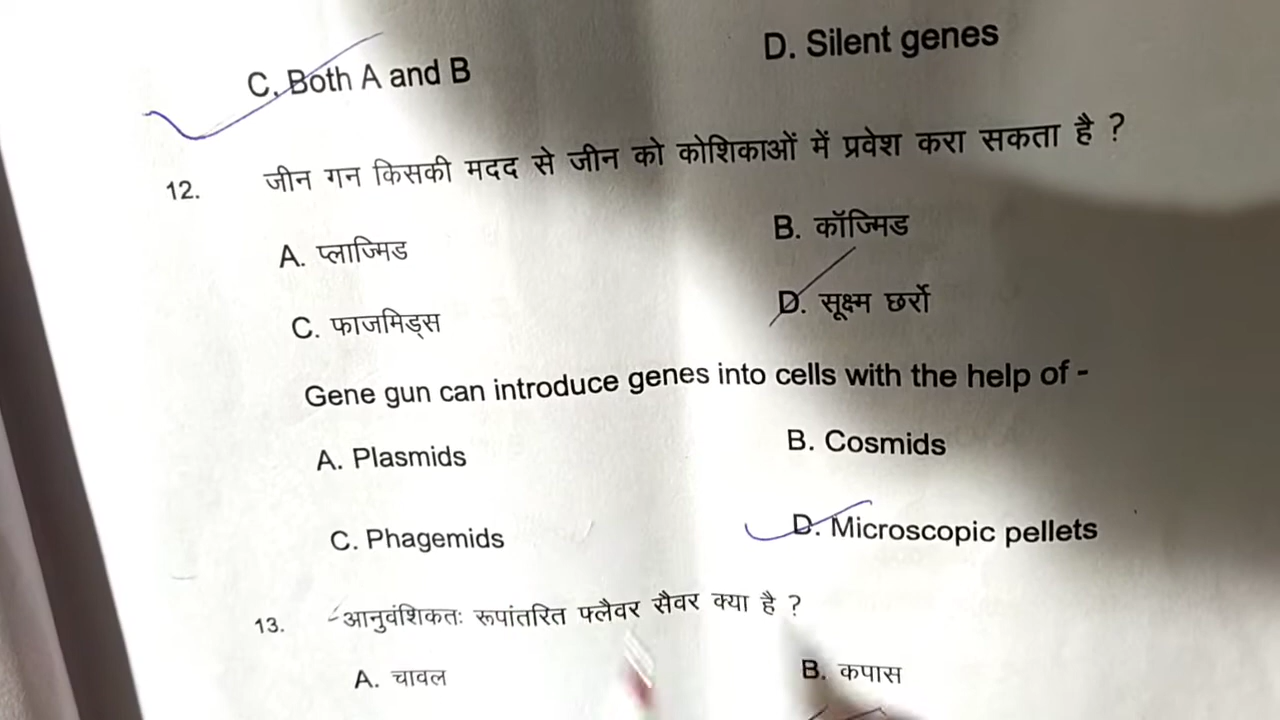 C. Both A and B D. Silent genes
12. जीन गन किसकी मदद से जीन को कोशिकाओं में प्रवेश करा सकता है ?
A. प्लाज्मिड B. कॉज्मिड
C. फाजमिड्स D. सूक्ष्म छर्रो
Gene gun can introduce genes into cells with the help of -
A. Plasmids B. Cosmids
C. Phagemids D. Microscopic pellets
13. आनुवंशिकतः रूपांतरित फ्लैवर सैवर क्या है ?
A. चावल B. कपास